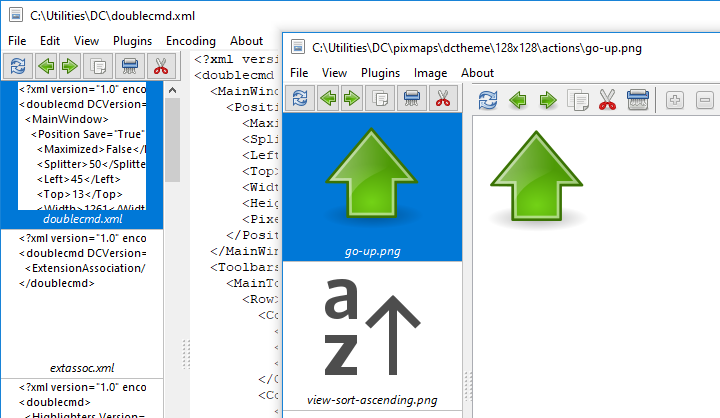 C:\Utilities\DC\doublecmd.xml
File Edit View Plugins Encoding About
<?xml version="1.0" enco
<doublecmd DCVersion=
<MainWindow>
<Position Save="True"
<Maximized>False</
<Splitter>50</Splitte
<Left>45</Left>
<Top>13</Top>
<Width>1261</Width
doublecmd.xml
<?xml version="1.0" enco
<doublecmd DCVersion=
<ExtensionAssociation/
</doublecmd>
extassoc.xml
<?xml version="1.0" enco
<doublecmd>
<Highlighters Version=
<?xml versi
<doublecmd
<MainWindo
<Positio
<Maxi
<Spli
<Left
<Top>
<Widt
<Heig
<Pixe
</Posit
</MainWin
<Toolbars
<MainTo
<Row>
<Co
<
<
<
</C
<Co
<
C:\Utilities\DC\pixmaps\dctheme\128x128\actions\go-up.png
File View Plugins Image About
go-up.png
a
z
view-sort-ascending.png